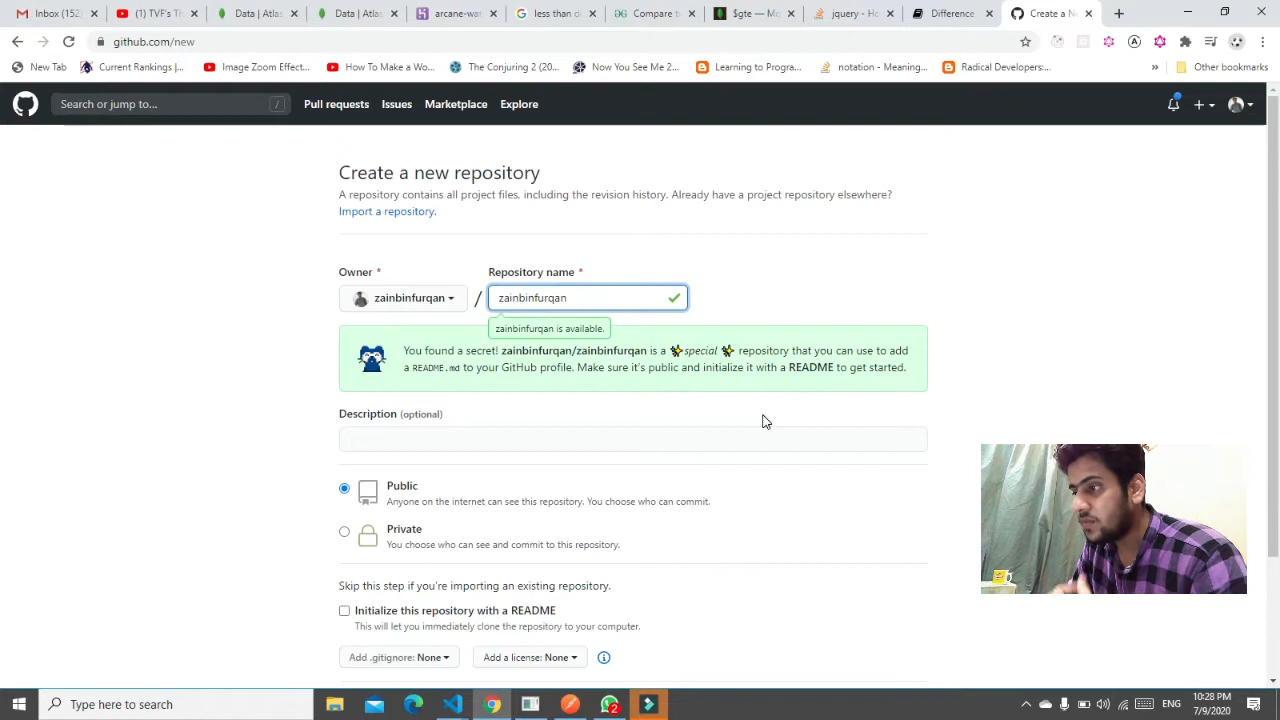 Inbox (152)
(1) TVF's Th
Data | Atlas
Data | Atlas
arcane-wat
less than do
Compare tw
$gte — Mo
jquery - Ho
Difference
Create a Ne
github.com/new
New Tab
Current Rankings |...
Image Zoom Effect...
How To Make a Wo...
The Conjuring 2 (20...
Now You See Me 2...
Learning to Progra...
notation - Meaning...
Radical Developers:...
»
Other bookmarks
Search or jump to...
/
Pull requests
Issues
Marketplace
Explore
Create a new repository
A repository contains all project files, including the revision history. Already have a project repository elsewhere?
Import a repository.
Owner *
Repository name *
zainbinfurqan
/
zainbinfurqan
zainbinfurqan is available.
You found a secret! zainbinfurqan/zainbinfurqan is a ✨special ✨ repository that you can use to add
a README.md to your GitHub profile. Make sure it's public and initialize it with a README to get started.
Description (optional)
Public
Anyone on the internet can see this repository. You choose who can commit.
Private
You choose who can see and commit to this repository.
Skip this step if you're importing an existing repository.
Initialize this repository with a README
This will let you immediately clone the repository to your computer.
Add .gitignore: None
Add a license: None
Type here to search
2
ENG
10:28 PM
7/9/2020